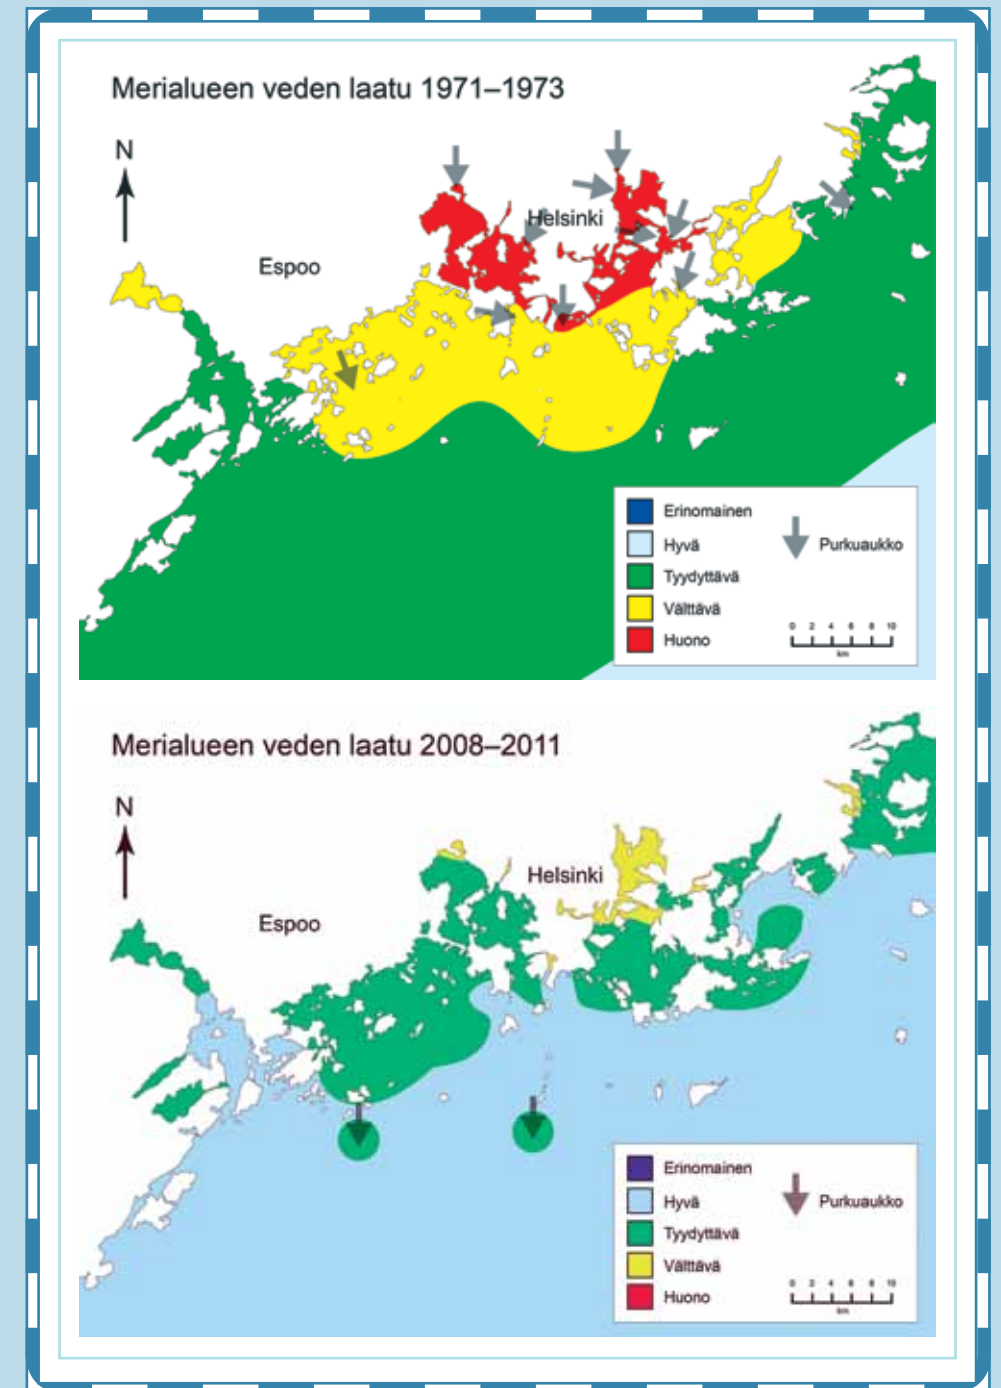 Merialueen veden laatu 1971–1973
N
Helsinki
Espoo
Erinomainen
Hyvä
Tyydyttävä
Välttävä
Huono
Purkuaukko
0 2 4 6 8 10
km
Merialueen veden laatu 2008–2011
N
Helsinki
Espoo
Erinomainen
Hyvä
Tyydyttävä
Välttävä
Huono
Purkuaukko
0 2 4 6 8 10
km